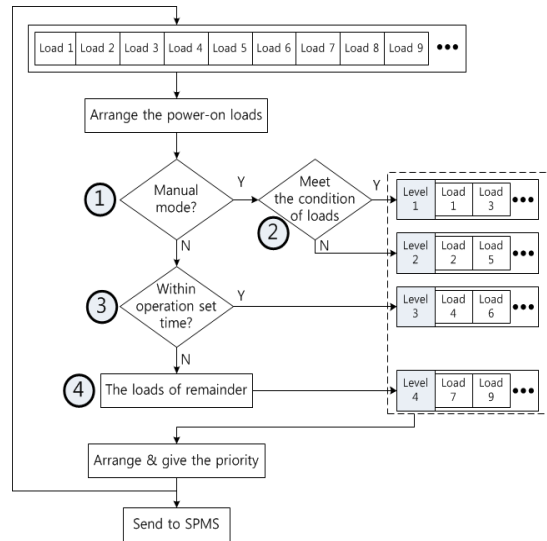 Load 1 Load 2 Load 3 Load 4 Load 5 Load 6 Load 7 Load 8 Load 9 •••
Arrange the power-on loads
1
Manual
mode?
Y
N
2
Meet
the condition
of loads
Y
N
Level
1
Load
1
Load
3
•••
Level
2
Load
2
Load
5
•••
3
Within
operation set
time?
Y
N
Level
3
Load
4
Load
6
•••
4
The loads of remainder
Level
4
Load
7
Load
9
•••
Arrange & give the priority
Send to SPMS